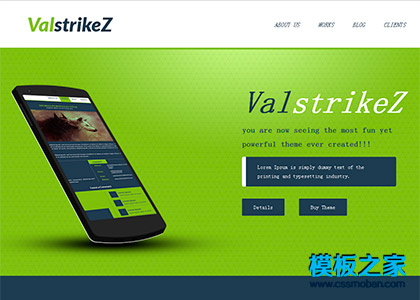 ValstrikeZ
ABOUT US WORKS BLOG CLIENTS
ValstrikeZ
you are now seeing the most fun yet
powerful theme ever created!!!
Lorem Ipsum is simply dummy text of the
printing and typesetting industry.
Details Buy Theme
模板之家
www.cssmoban.com